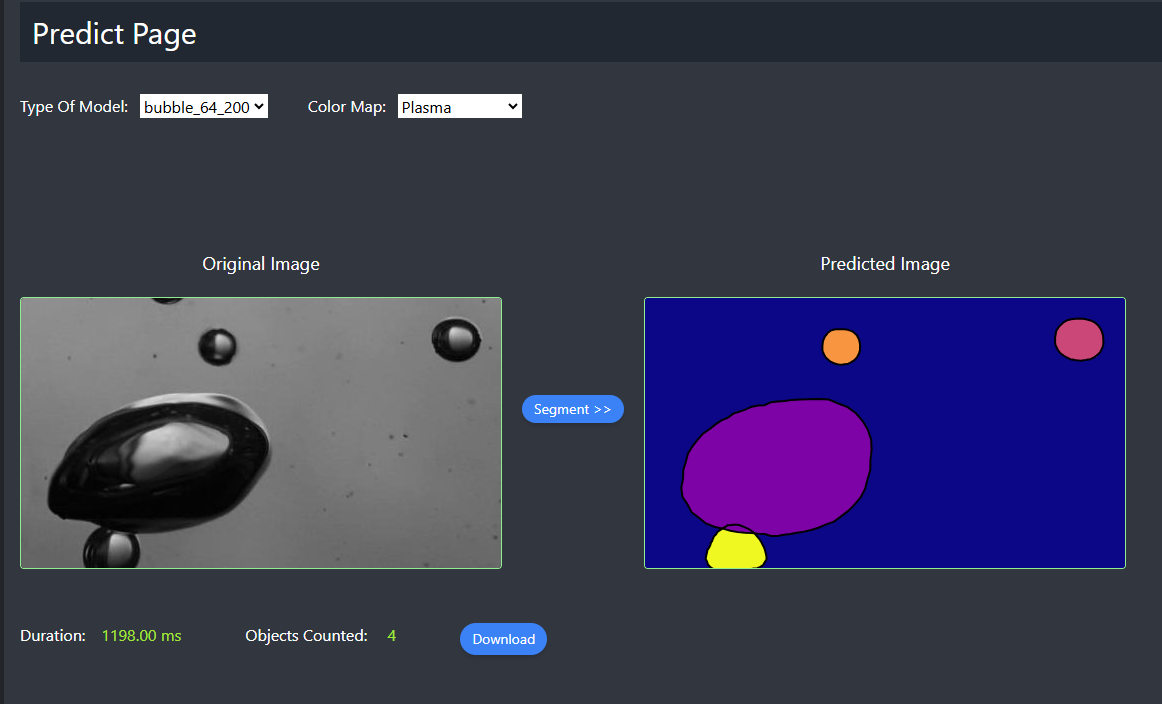 Predict Page
Type Of Model: bubble_64_200 Color Map: Plasma
Original Image Predicted Image
Segment >>
Duration: 1198.00 ms Objects Counted: 4 Download